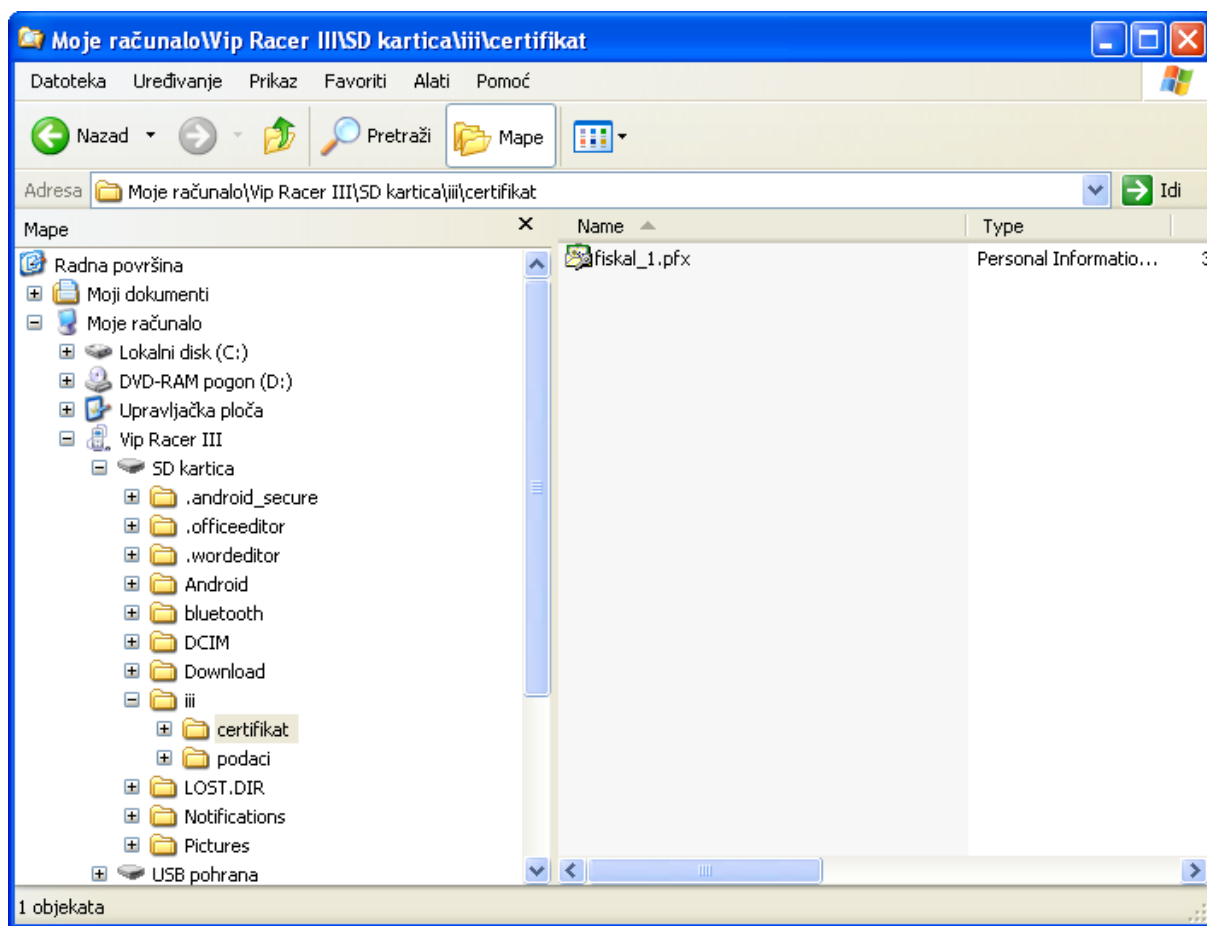 Moje računalo\Vip Racer III\SD kartica\iii\certifikat
Datoteka Uređivanje Prikaz Favoriti Alati Pomoć
Nazad Pretraži Mape
Adresa Moje računalo\Vip Racer III\SD kartica\iii\certifikat Idi
Mape Name Type
Radna površina fiskal_1.pfx Personal Informatio...
Moji dokumenti
Moje računalo
Lokalni disk (C:)
DVD-RAM pogon (D:)
Upravljačka ploča
Vip Racer III
SD kartica
.android_secure
.officeeditor
.wordeditor
Android
bluetooth
DCIM
Download
iii
certifikat
podaci
LOST.DIR
Notifications
Pictures
USB pohrana
1 objekata